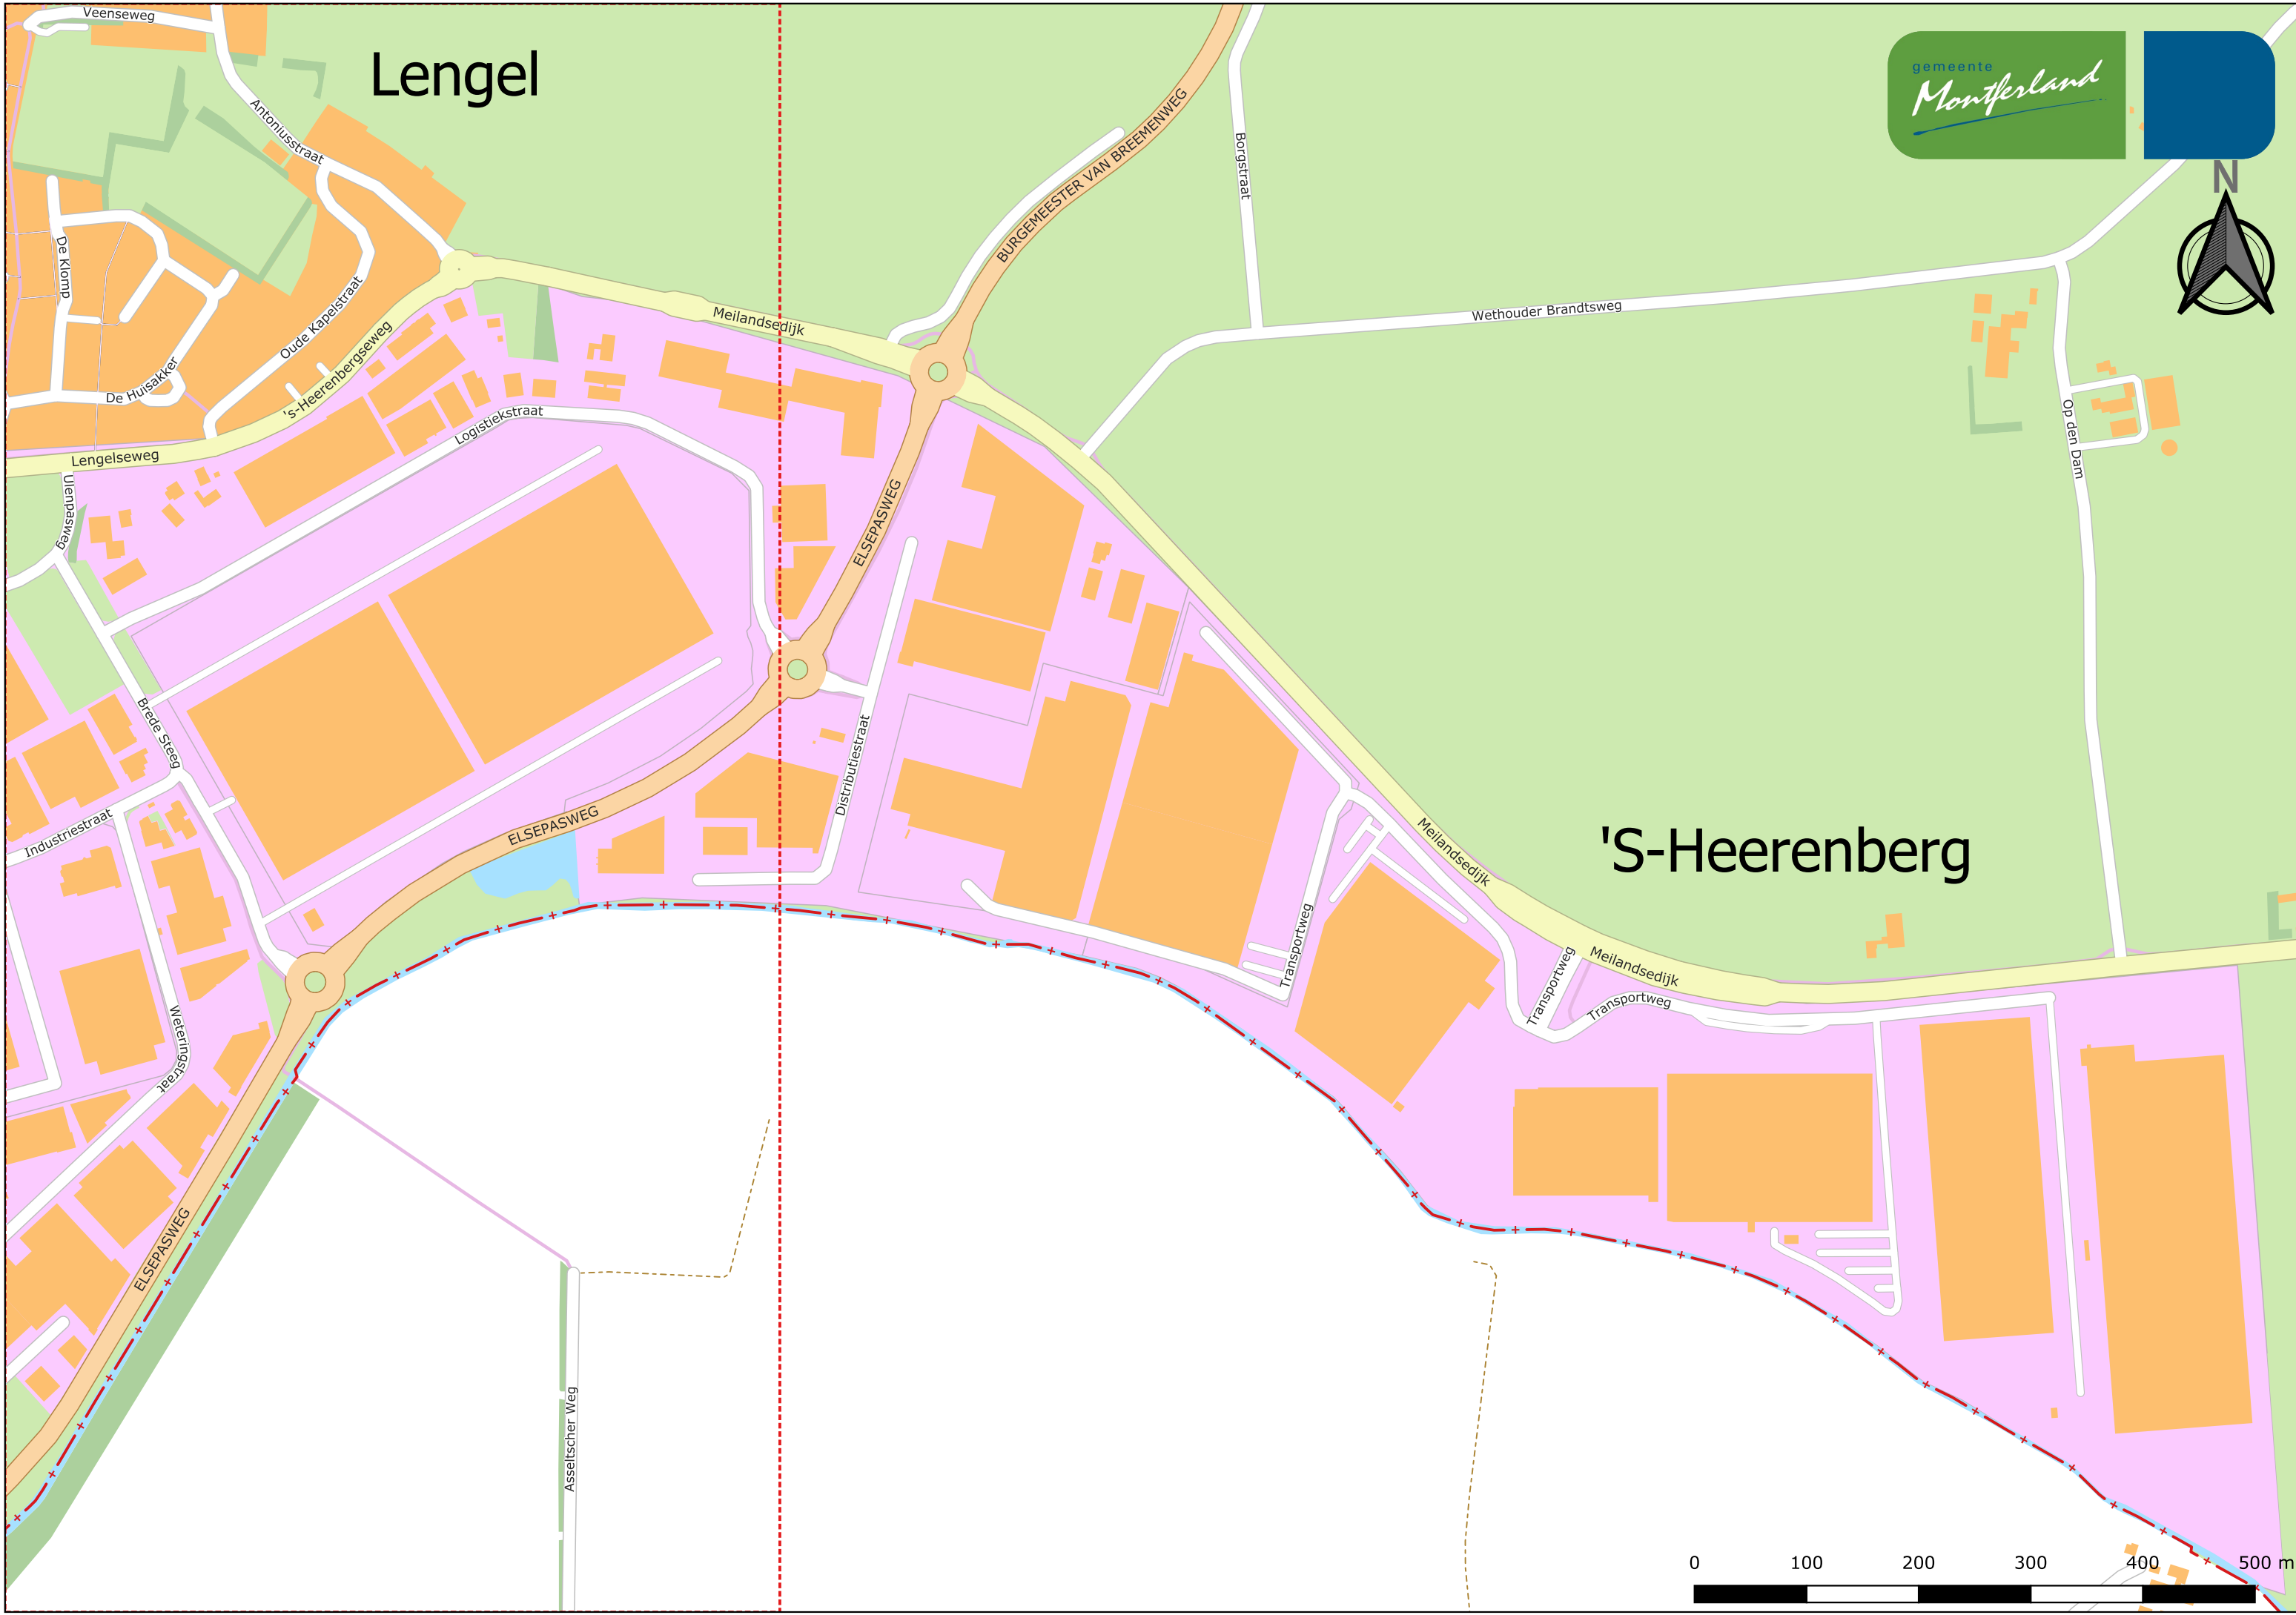 Veenseweg
Lengel
gemeente
Montferland
N
Antoniusstraat
BURGEMEESTER VAN BREEMENWEG
Borgstraat
De Klomp
Oude Kapelstraat
Meilandsedijk
Wethouder Brandtsweg
De Huisakker
's-Heerenbergseweg
Logistiekstraat
Op den Dam
Lengelseweg
Ulenpasweg
ELSEPASWEG
Brede Steeg
Distributiestraat
Industriestraat
ELSEPASWEG
Meilandsedijk
'S-Heerenberg
Transportweg
Transportweg
Meilandsedijk
Transportweg
Weteringstraat
ELSEPASWEG
Asseltscher Weg
0 100 200 300 400 500 m